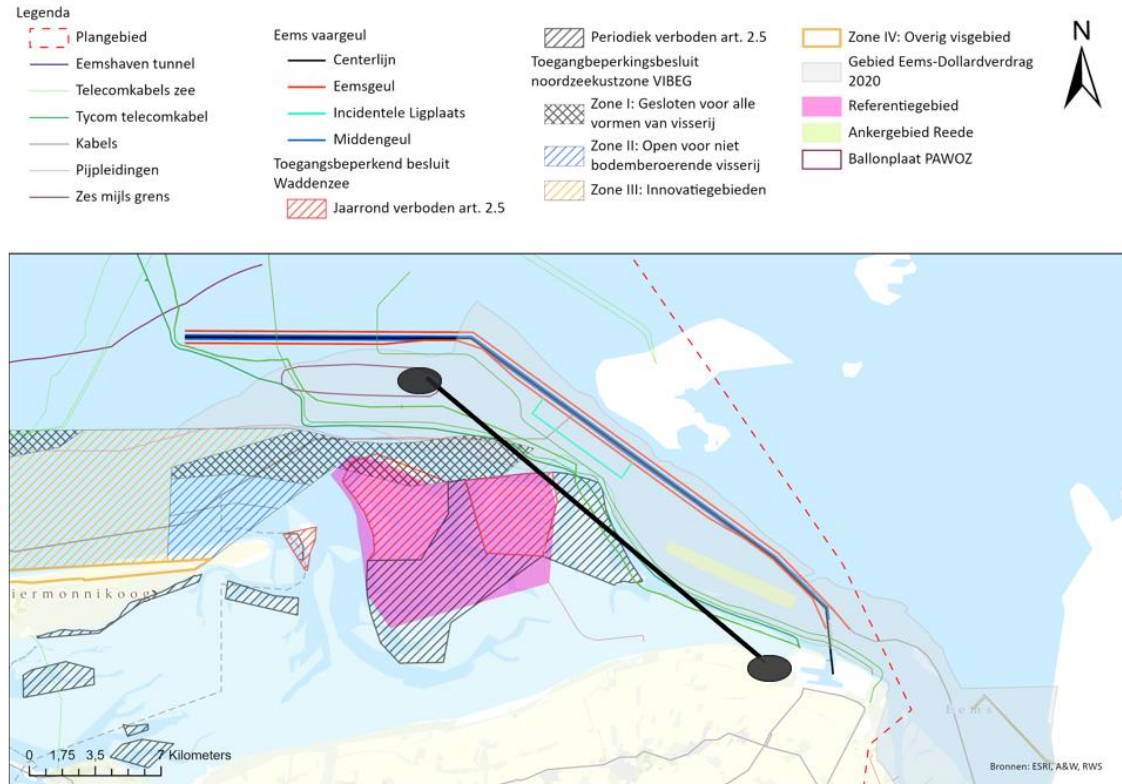 Legenda
Plangebied
Eemshaven tunnel
Telecomkabels zee
Tycom telecomkabel
Kabels
Pijpleidingen
Zes mijls grens
Eems vaargeul
Centerlijn
Eemsgeul
Incidentele Ligplaats
Middengeul
Toegangsbeperkend besluit
Waddenzee
Jaarrond verboden art. 2.5
Periodiek verboden art. 2.5
Toegangbeperkingsbesluit
noordzeekustzone VIBEG
Zone I: Gesloten voor alle
vormen van visserij
Zone II: Open voor niet
bodemberoerende visserij
Zone III: Innovatiegebieden
Zone IV: Overig visgebied
Gebied Eems-Dollardverdrag
2020
Referentiegebied
Ankergebied Reede
Ballonplaat PAWOZ
N
iermonnikoog
Eems
0 1,75 3,5 7 Kilometers
Bronnen: ESRI, A&W, RWS